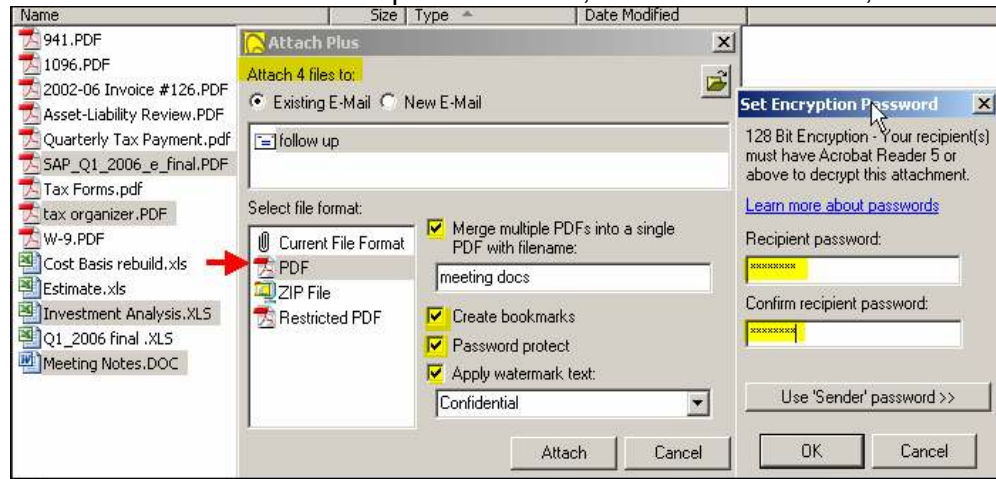 Name Size Type Date Modified
941.PDF
1096.PDF
2002-06 Invoice #126.PDF
Asset-Liability Review.PDF
Quarterly Tax Payment.pdf
SAP_Q1_2006_e_final.PDF
Tax Forms.pdf
tax organizer.PDF
W-9.PDF
Cost Basis rebuild.xls
Estimate.xls
Investment Analysis.XLS
Q1_2006 final .XLS
Meeting Notes.DOC
Attach Plus
Attach 4 files to:
Existing E-Mail New E-Mail
follow up
Select file format:
Current File Format
PDF
ZIP File
Restricted PDF
Merge multiple PDFs into a single
PDF with filename:
meeting docs
Create bookmarks
Password protect
Apply watermark text:
Confidential
Attach Cancel
Set Encryption Password
128 Bit Encryption - Your recipient(s)
must have Acrobat Reader 5 or
above to decrypt this attachment.
Learn more about passwords
Recipient password:
xxxxxxxx
Confirm recipient password:
xxxxxxxx
Use 'Sender' password >>
OK Cancel